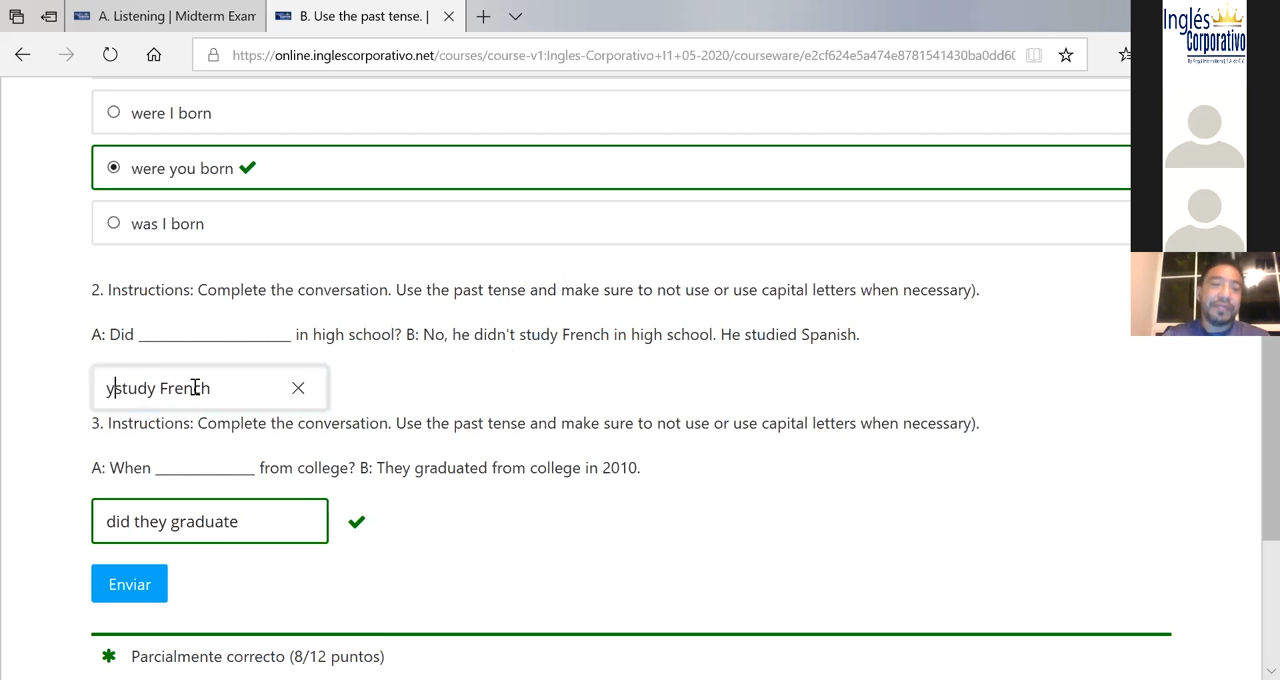 A. Listening | Midterm Exam
B. Use the past tense. |
https://online.inglescorporativo.net/courses/course-v1:Ingles-Corporativo+I1+05-2020/courseware/e2cf624e5a474e8781541430ba0dd60
Inglés
Corporativo
were I born
were you born
was I born
2. Instructions: Complete the conversation. Use the past tense and make sure to not use or use capital letters when necessary).
A: Did ____________________ in high school? B: No, he didn't study French in high school. He studied Spanish.
ystudy French
3. Instructions: Complete the conversation. Use the past tense and make sure to not use or use capital letters when necessary).
A: When _____________ from college? B: They graduated from college in 2010.
did they graduate
Enviar
Parcialmente correcto (8/12 puntos)